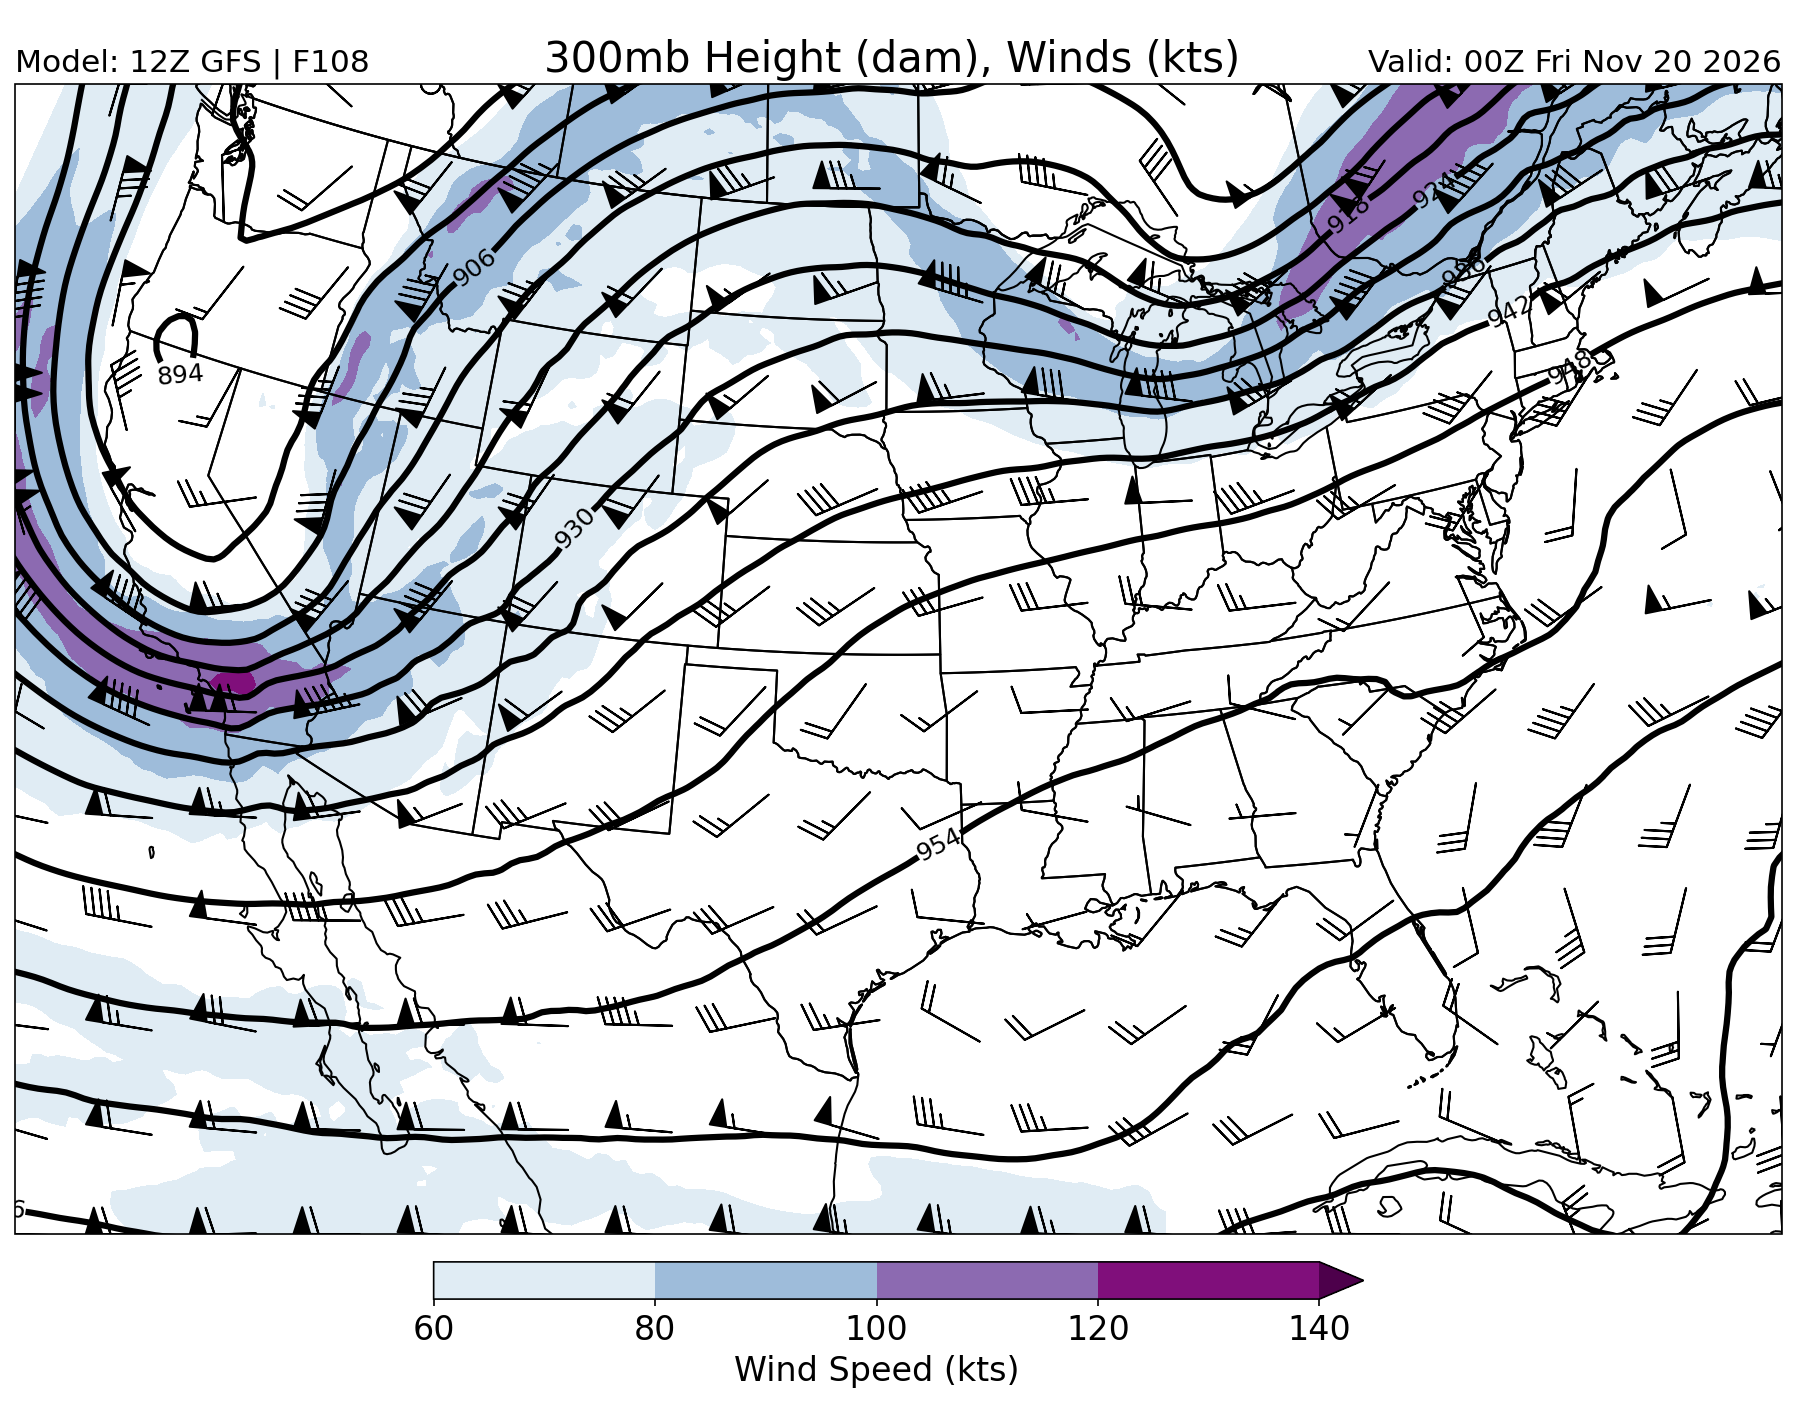 Model: 12Z GFS | F108
300mb Height (dam), Winds (kts)
Valid: 00Z Fri Nov 20 2026
924
918
906
936
942
948
894
930
954
6
60 80 100 120 140
Wind Speed (kts)